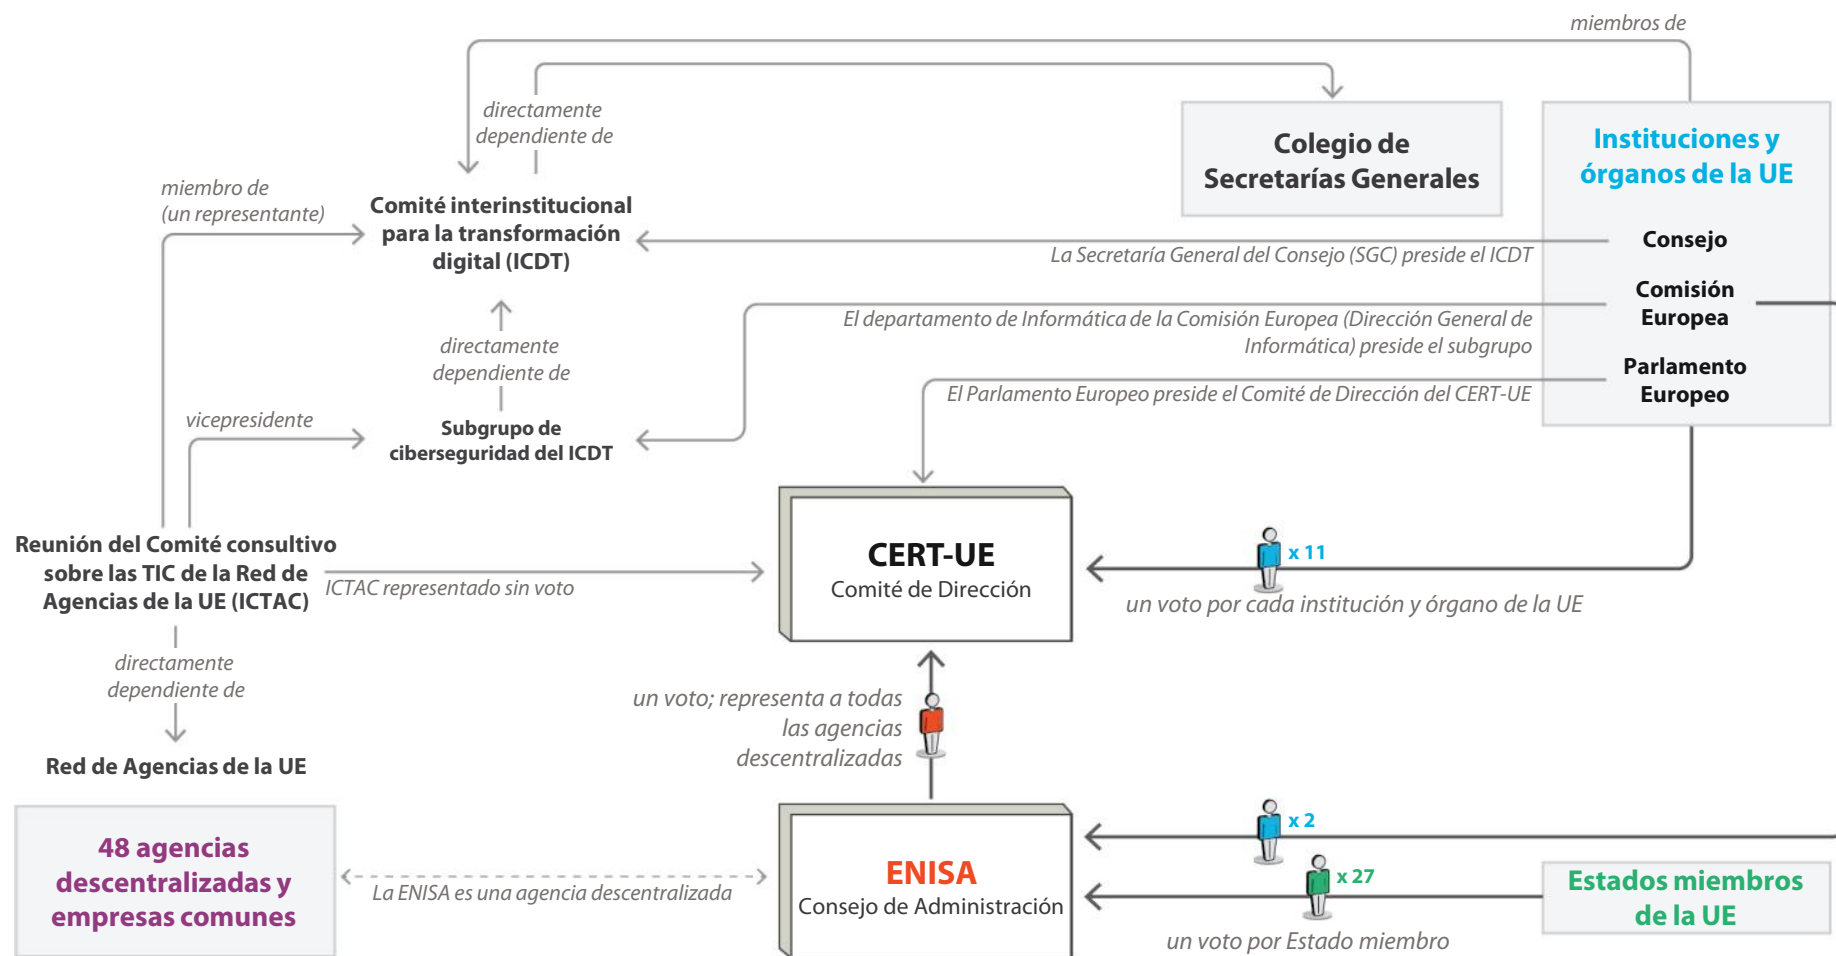 miembros de
directamente
dependiente de
Colegio de
Secretarías Generales
Instituciones y
órganos de la UE
miembro de
(un representante)
Comité interinstitucional
para la transformación
digital (ICDT)
Consejo
La Secretaría General del Consejo (SGC) preside el ICDT
Comisión
Europea
El departamento de Informática de la Comisión Europea (Dirección General de
Informática) preside el subgrupo
directamente
dependiente de
Parlamento
Europeo
El Parlamento Europeo preside el Comité de Dirección del CERT-UE
vicepresidente
Subgrupo de
ciberseguridad del ICDT
Reunión del Comité consultivo
sobre las TIC de la Red de
Agencias de la UE (ICTAC)
ICTAC representado sin voto
CERT-UE
Comité de Dirección
x 11
un voto por cada institución y órgano de la UE
directamente
dependiente de
un voto; representa a todas
las agencias
descentralizadas
Red de Agencias de la UE
48 agencias
descentralizadas y
empresas comunes
La ENISA es una agencia descentralizada
ENISA
Consejo de Administración
x 2
x 27
un voto por Estado miembro
Estados miembros
de la UE